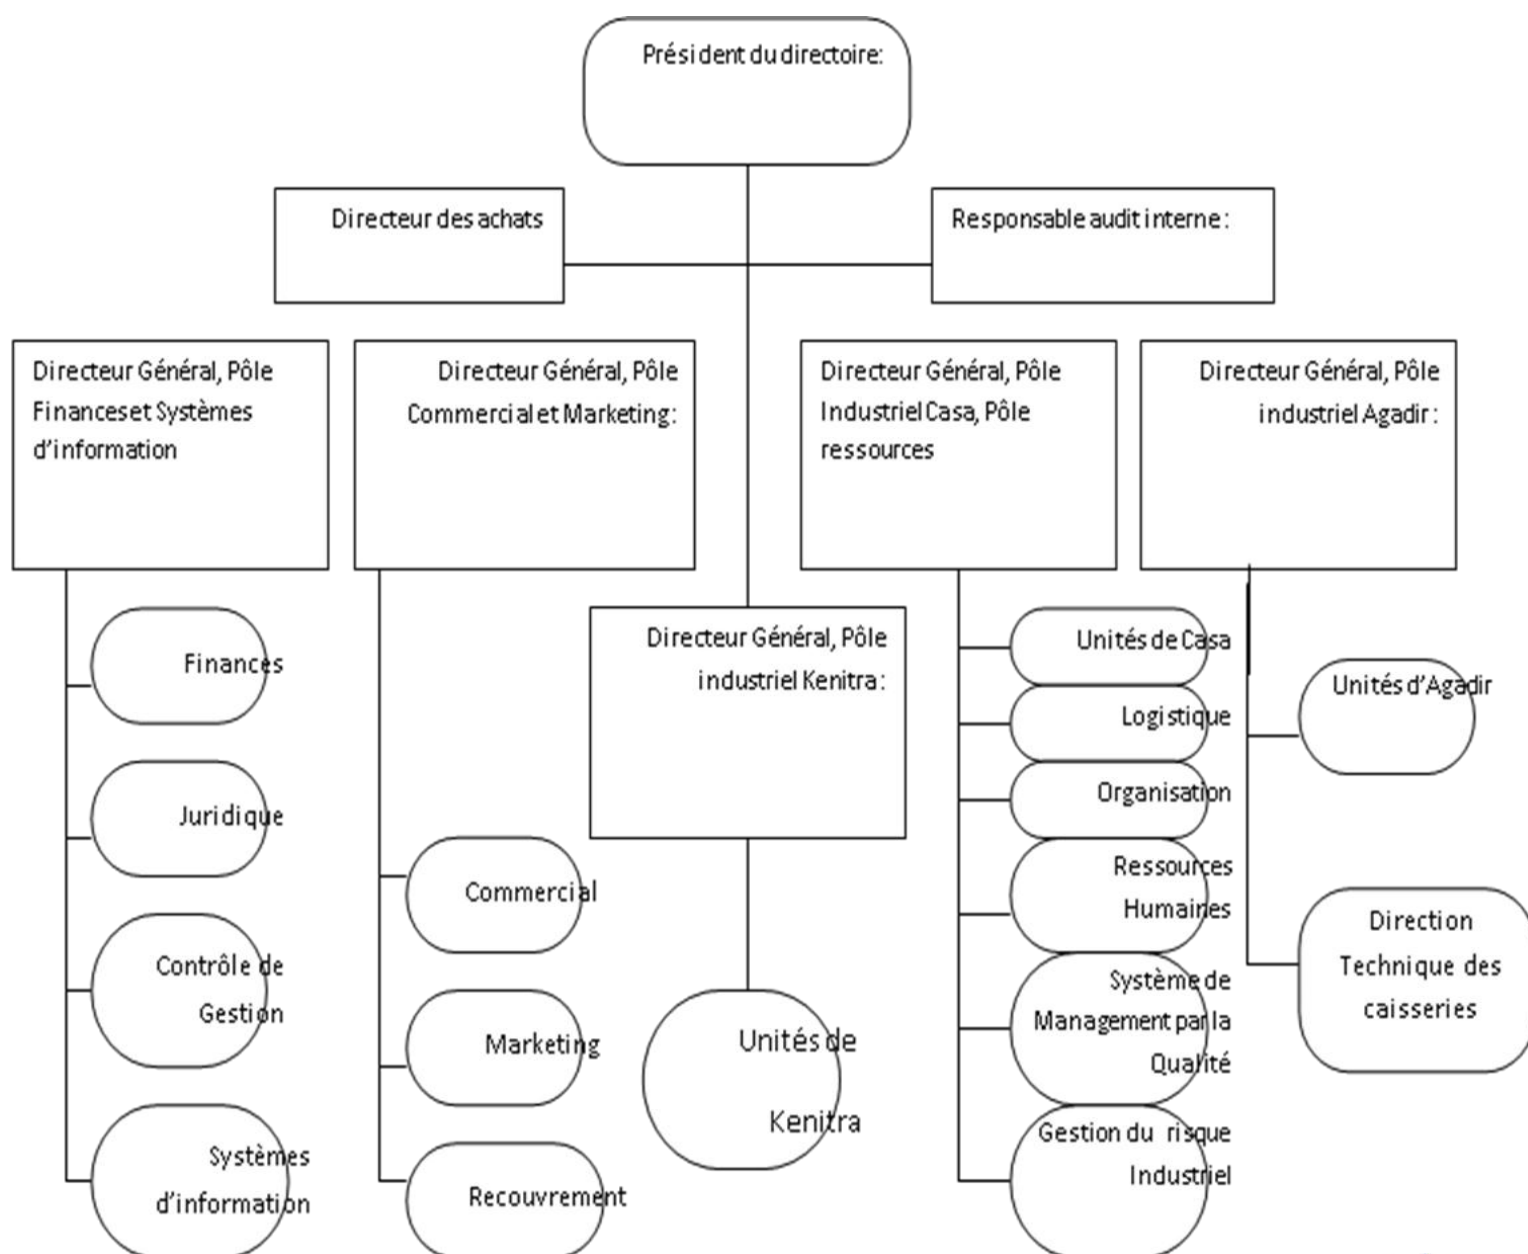 Président du directoire:
Directeur des achats
Responsable audit interne :
Directeur Général, Pôle
Finances et Systèmes
d’information
Directeur Général, Pôle
Commercial et Marketing :
Directeur Général, Pôle
Industriel Casa, Pôle
ressources
Directeur Général, Pôle
industriel Agadir :
Finances
Juridique
Contrôle de
Gestion
Systèmes
d’information
Commercial
Marketing
Recouvrement
Directeur Général, Pôle
industriel Kenitra :
Unités de
Kenitra
Unités de Casa
Logistique
Organisation
Ressources
Humaines
Système de
Management par la
Qualité
Gestion du risque
Industriel
Unités d’Agadir
Direction
Technique des
caisseries